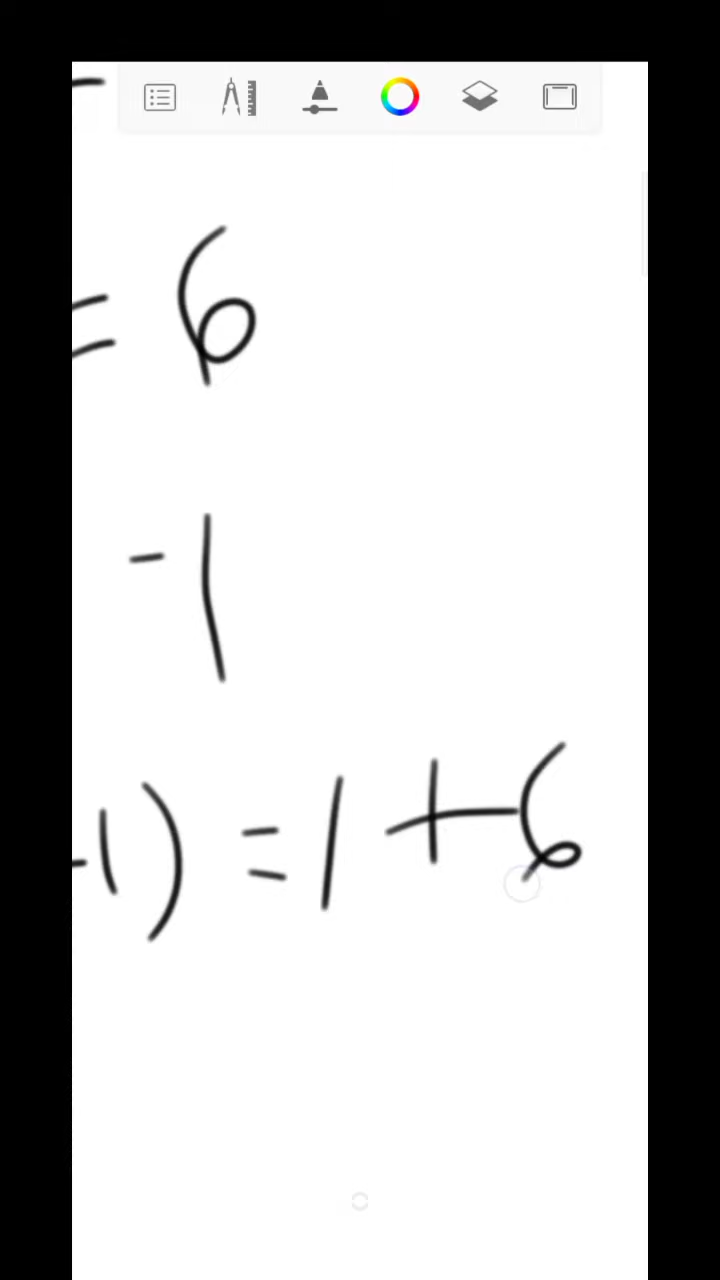 = 6
-1
-1) = 1 + 6